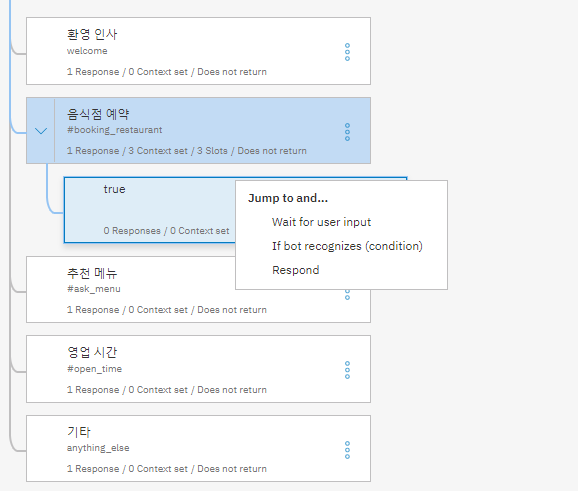 환영 인사
welcome
1 Response / 0 Context set / Does not return
음식점 예약
#booking_restaurant
1 Response / 3 Context set / 3 Slots / Does not return
true
0 Responses / 0 Context set
Jump to and...
Wait for user input
If bot recognizes (condition)
Respond
추천 메뉴
#ask_menu
1 Response / 0 Context set / Does not return
영업 시간
#open_time
1 Response / 0 Context set / Does not return
기타
anything_else
1 Response / 0 Context set / Does not return